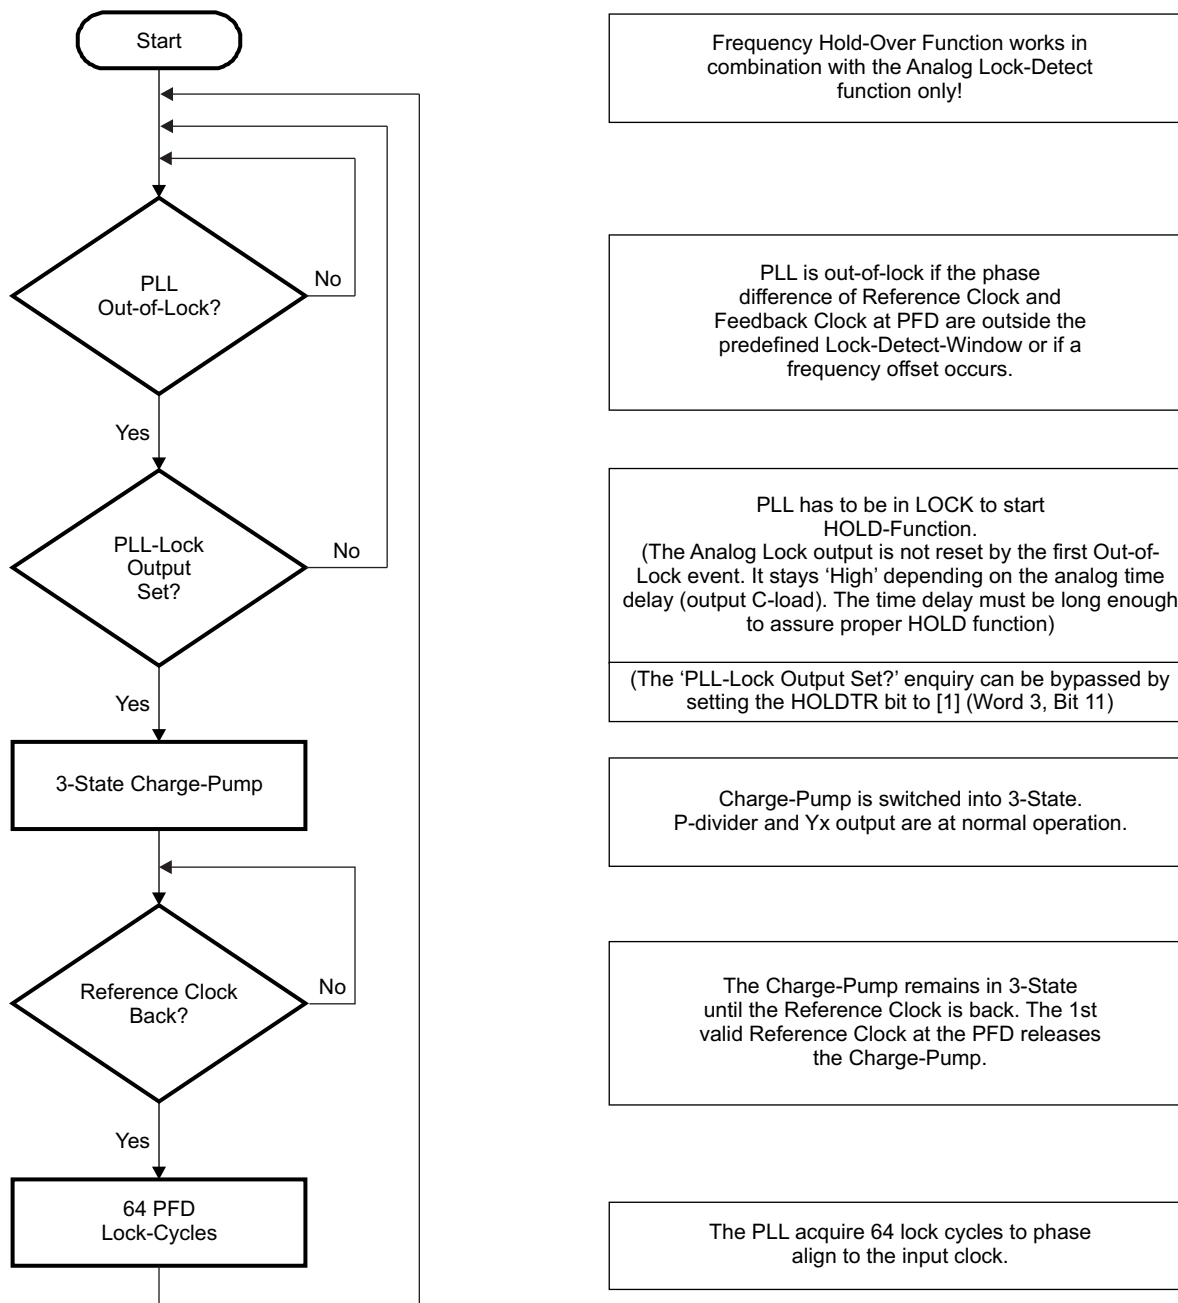 Start
Frequency Hold-Over Function works in
combination with the Analog Lock-Detect
function only!
PLL
Out-of-Lock?
No
Yes
PLL is out-of-lock if the phase
difference of Reference Clock and
Feedback Clock at PFD are outside the
predefined Lock-Detect-Window or if a
frequency offset occurs.
PLL-Lock
Output
Set?
No
Yes
PLL has to be in LOCK to start
HOLD-Function.
(The Analog Lock output is not reset by the first Out-of-
Lock event. It stays ‘High’ depending on the analog time
delay (output C-load). The time delay must be long enough
to assure proper HOLD function)
(The ‘PLL-Lock Output Set?’ enquiry can be bypassed by
setting the HOLDTR bit to [1] (Word 3, Bit 11)
3-State Charge-Pump
Charge-Pump is switched into 3-State.
P-divider and Yx output are at normal operation.
Reference Clock
Back?
No
Yes
The Charge-Pump remains in 3-State
until the Reference Clock is back. The 1st
valid Reference Clock at the PFD releases
the Charge-Pump.
64 PFD
Lock-Cycles
The PLL acquire 64 lock cycles to phase
align to the input clock.